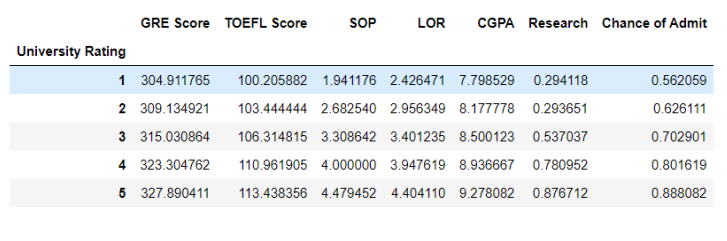 GRE Score TOEFL Score SOP LOR CGPA Research Chance of Admit
University Rating
1 304.911765 100.205882 1.941176 2.426471 7.798529 0.294118 0.562059
2 309.134921 103.444444 2.682540 2.956349 8.177778 0.293651 0.626111
3 315.030864 106.314815 3.308642 3.401235 8.500123 0.537037 0.702901
4 323.304762 110.961905 4.000000 3.947619 8.936667 0.780952 0.801619
5 327.890411 113.438356 4.479452 4.404110 9.278082 0.876712 0.888082